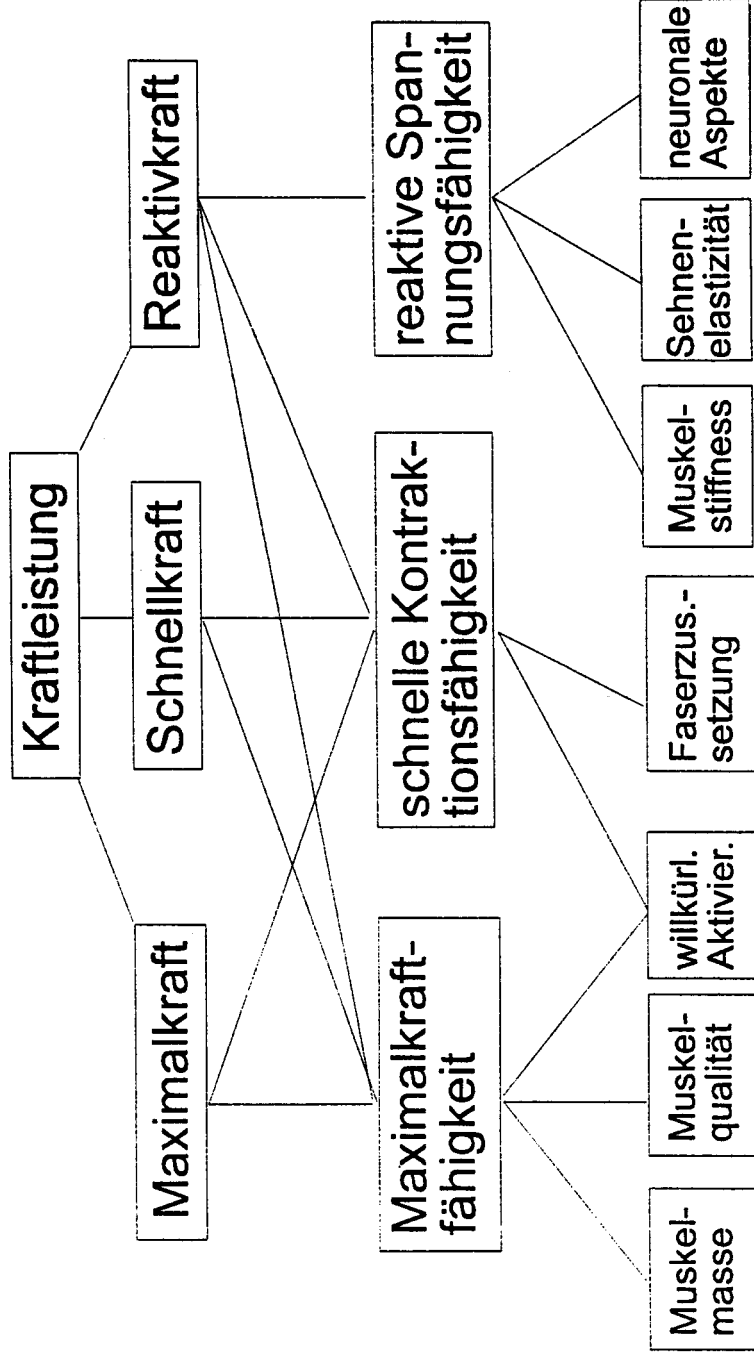 Kraftleistung
Maximalkraft
Schnellkraft
Reaktivkraft
Maximalkraft-
fähigkeit
schnelle Kontrak-
tionsfähigkeit
reaktive Span-
nungsfähigkeit
Muskel-
masse
Muskel-
qualität
willkürl.
Aktivier.
Faserzus.-
setzung
Muskel-
stiffness
Sehnen-
elastizität
neuronale
Aspekte